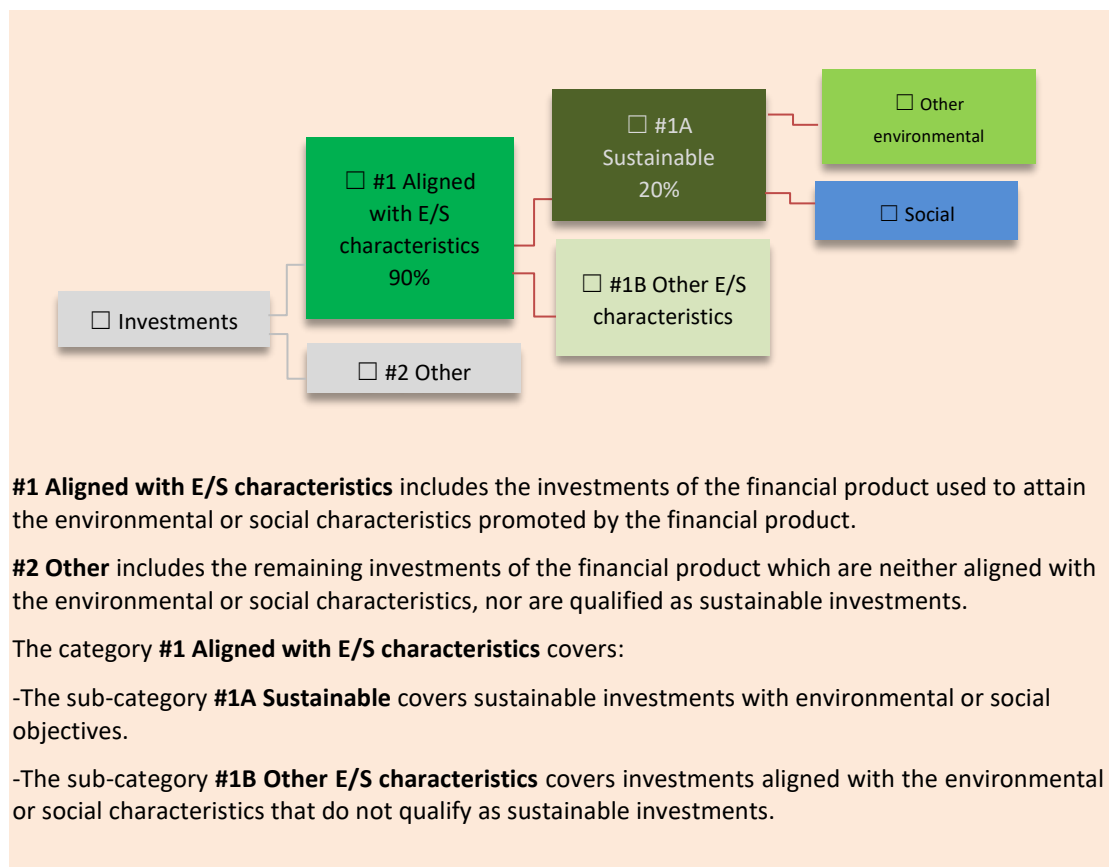 ☐ Other
environmental
☐ #1A
Sustainable
20%
☐ #1 Aligned
with E/S
characteristics
90%
☐ Social
☐ #1B Other E/S
characteristics
☐ Investments
☐ #2 Other
#1 Aligned with E/S characteristics includes the investments of the financial product used to attain
the environmental or social characteristics promoted by the financial product.
#2 Other includes the remaining investments of the financial product which are neither aligned with
the environmental or social characteristics, nor are qualified as sustainable investments.
The category #1 Aligned with E/S characteristics covers:
-The sub-category #1A Sustainable covers sustainable investments with environmental or social
objectives.
-The sub-category #1B Other E/S characteristics covers investments aligned with the environmental
or social characteristics that do not qualify as sustainable investments.